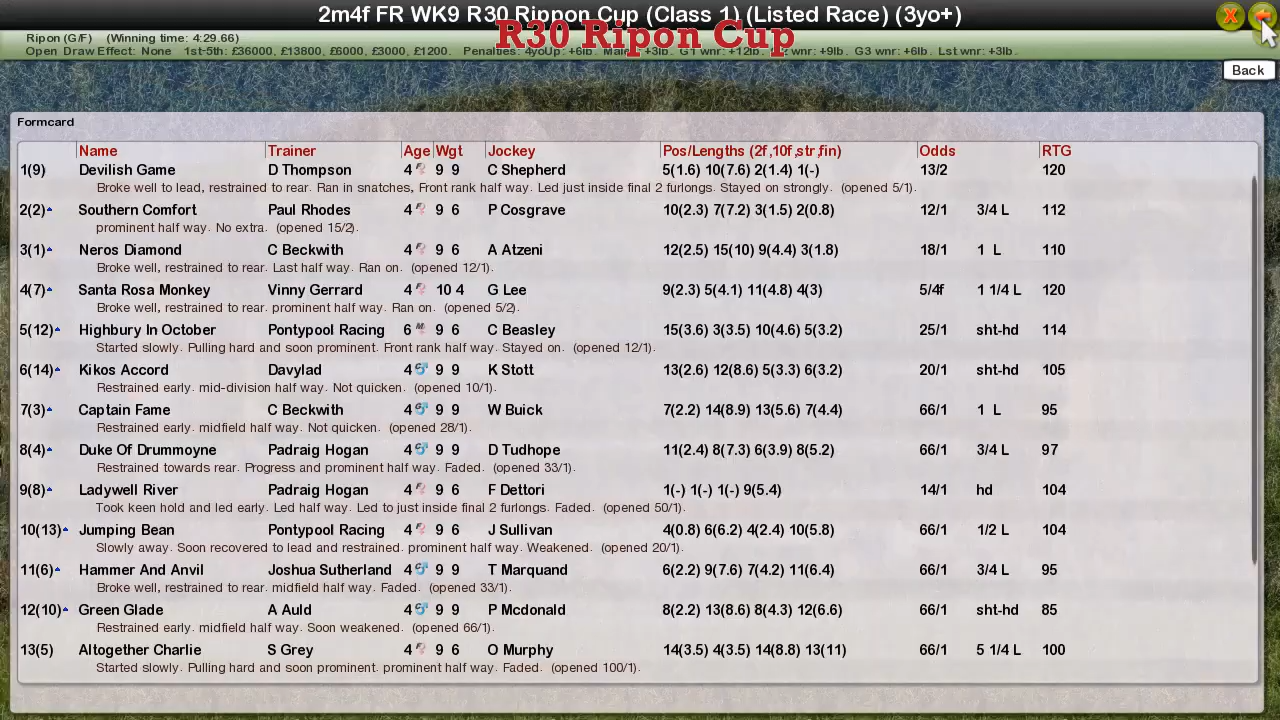 2m4f FR WK9 R30 Rippon Cup (Class 1) (Listed Race) (3yo+)
R30 Ripon Cup
Ripon (G/F) (Winning time: 4:29.66)
Open Draw Effect: None 1st-5th: £36000, £13800, £6000, £3000, £1200. Penalties: 4yoUp: +6lb. +3lb. G1 wnr: +12lb. wnr: +9lb. G3 wnr: +6lb. Lst wnr: +3lb.
Back
Formcard
Name Trainer Age Wgt Jockey Pos/Lengths (2f,10f,str,fin) Odds RTG
1(9) Devilish Game D Thompson 4 9 9 C Shepherd 5(1.6) 10(7.6) 2(1.4) 1(-) 13/2 120
Broke well to lead, restrained to rear. Ran in snatches, Front rank half way. Led just inside final 2 furlongs. Stayed on strongly. (opened 5/1).
2(2) Southern Comfort Paul Rhodes 4 9 6 P Cosgrave 10(2.3) 7(7.2) 3(1.5) 2(0.8) 12/1 3/4 L 112
prominent half way. No extra. (opened 15/2).
3(1) Neros Diamond C Beckwith 4 9 6 A Atzeni 12(2.5) 15(10) 9(4.4) 3(1.8) 18/1 1 L 110
Broke well, restrained to rear. Last half way. Ran on. (opened 12/1).
4(7) Santa Rosa Monkey Vinny Gerrard 4 10 4 G Lee 9(2.3) 5(4.1) 11(4.8) 4(3) 5/4f 1 1/4 L 120
Broke well, restrained to rear. prominent half way. Ran on. (opened 5/2).
5(12) Highbury In October Pontypool Racing 6 9 6 C Beasley 15(3.6) 3(3.5) 10(4.6) 5(3.2) 25/1 sht-hd 114
Started slowly. Pulling hard and soon prominent. Front rank half way. Stayed on. (opened 12/1).
6(14) Kikos Accord Davylad 4 9 9 K Stott 13(2.6) 12(8.6) 5(3.3) 6(3.2) 20/1 sht-hd 105
Restrained early. mid-division half way. Not quicken. (opened 10/1).
7(3) Captain Fame C Beckwith 4 9 9 W Buick 7(2.2) 14(8.9) 13(5.6) 7(4.4) 66/1 1 L 95
Restrained early. midfield half way. Not quicken. (opened 28/1).
8(4) Duke Of Drummoyne Padraig Hogan 4 9 9 D Tudhope 11(2.4) 8(7.3) 6(3.9) 8(5.2) 66/1 3/4 L 97
Restrained towards rear. Progress and prominent half way. Faded. (opened 33/1).
9(8) Ladywell River Padraig Hogan 4 9 6 F Dettori 1(-) 1(-) 1(-) 9(5.4) 14/1 hd 104
Took keen hold and led early. Led half way. Led to just inside final 2 furlongs. Faded. (opened 50/1).
10(13) Jumping Bean Pontypool Racing 4 9 6 J Sullivan 4(0.8) 6(6.2) 4(2.4) 10(5.8) 66/1 1/2 L 104
Slowly away. Soon recovered to lead and restrained. prominent half way. Weakened. (opened 20/1).
11(6) Hammer And Anvil Joshua Sutherland 4 9 9 T Marquand 6(2.2) 9(7.6) 7(4.2) 11(6.4) 66/1 3/4 L 95
Broke well, restrained to rear. midfield half way. Faded. (opened 33/1).
12(10) Green Glade A Auld 4 9 9 P Mcdonald 8(2.2) 13(8.6) 8(4.3) 12(6.6) 66/1 sht-hd 85
Restrained early. midfield half way. Soon weakened. (opened 66/1).
13(5) Altogether Charlie S Grey 4 9 6 O Murphy 14(3.5) 4(3.5) 14(8.8) 13(11) 66/1 5 1/4 L 100
Started slowly. Pulling hard and soon prominent. prominent half way. Faded. (opened 100/1).